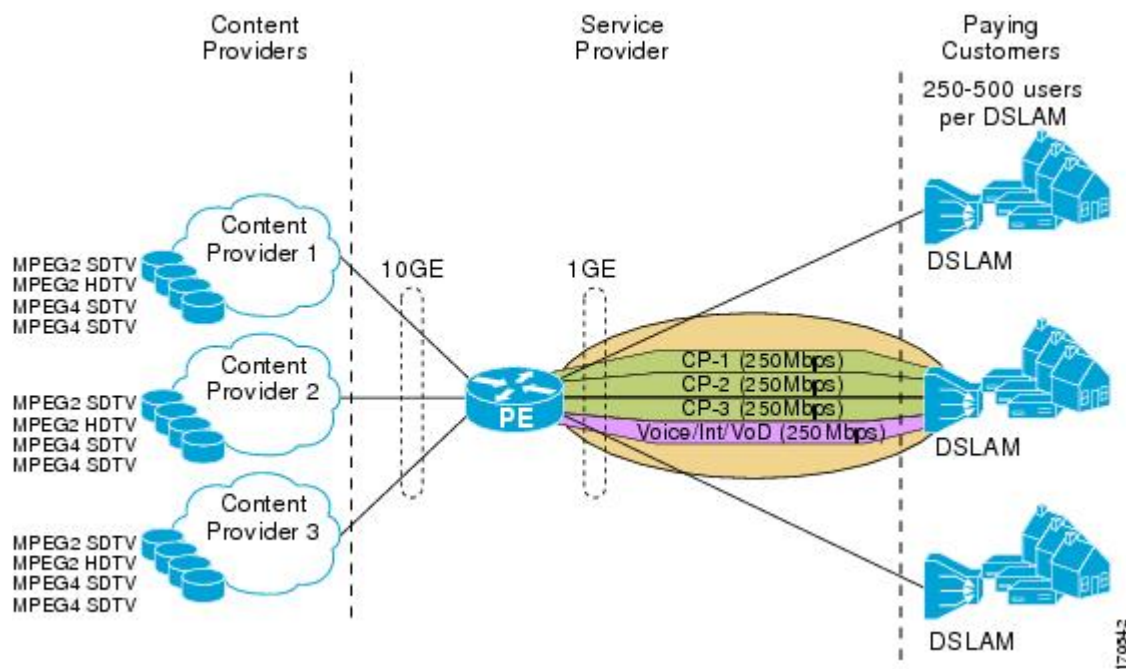 Content
Providers
Service
Provider
Paying
Customers
250-500 users
per DSLAM
Content
Provider 1
MPEG2 SDTV
MPEG2 HDTV
MPEG4 SDTV
MPEG4 SDTV
10GE
1GE
DSLAM
Content
Provider 2
MPEG2 SDTV
MPEG2 HDTV
MPEG4 SDTV
MPEG4 SDTV
PE
CP-1 (250Mbps)
CP-2 (250Mbps)
CP-3 (250Mbps)
Voice/Int/VoD (250Mbps)
DSLAM
Content
Provider 3
MPEG2 SDTV
MPEG2 HDTV
MPEG4 SDTV
MPEG4 SDTV
DSLAM